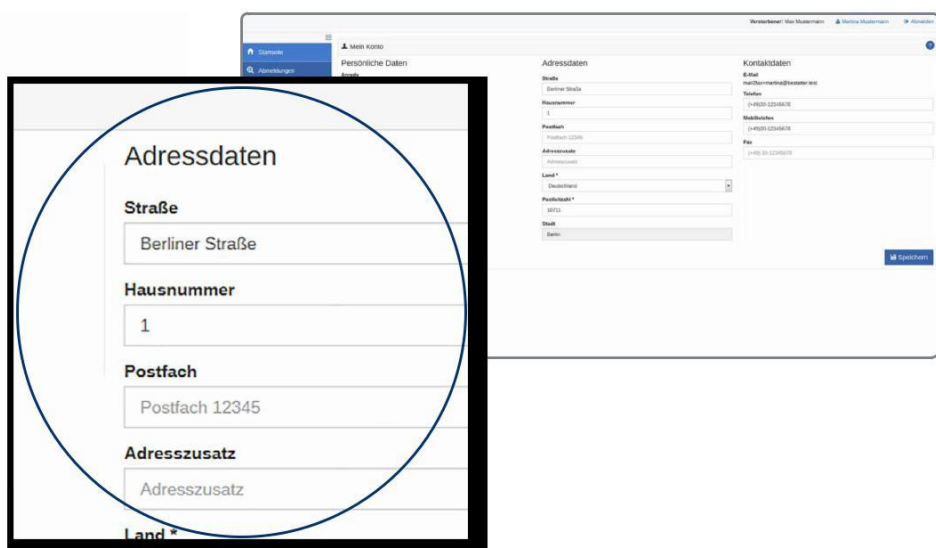 Verstorbener: Max Mustermann Martina Mustermann Abmelden
Startseite
Abmeldungen
Mein Konto
Persönliche Daten
Anrede
Adressdaten
Straße
Berliner Straße
Hausnummer
1
Postfach
Postfach 12345
Adresszusatz
Adresszusatz
Land *
Deutschland
Postleitzahl *
10711
Stadt
Berlin
Kontaktdaten
E-Mail
Telefon
(+49)30-12345678
Mobiltelefon
(+49)30-12345678
Fax
(+49) 30-12345678
Speichern
Adressdaten
Straße
Berliner Straße
Hausnummer
1
Postfach
Postfach 12345
Adresszusatz
Adresszusatz
Land *